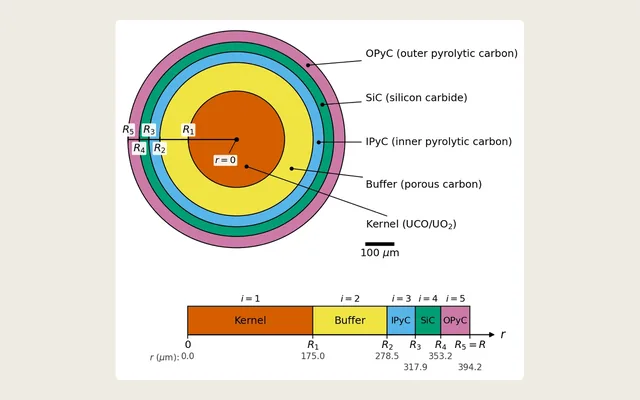 OPyC (outer pyrolytic carbon)
SiC (silicon carbide)
R₅ R₃ R₁
IPyC (inner pyrolytic carbon)
R₄ R₂
r=0
Buffer (porous carbon)
Kernel (UCO/UO₂)
100 μm
i=1 i=2 i=3 i=4 i=5
Kernel Buffer IPyC SiC OPyC
r
0 R₁ R₂ R₃ R₄ R₅=R
r (μm): 0.0 175.0 278.5 353.2
317.9 394.2